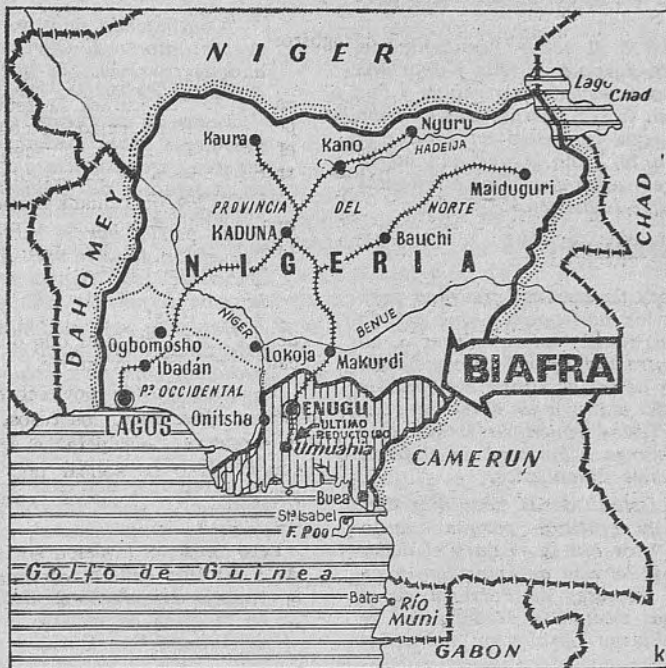 NIGER
Lago
Chad
Kaura
Kano
Nguru
HADEIJA
Maiduguri
CHAD
PROVINCIA DEL NORTE
KADUNA
Bauchi
DAHOMEY
NIGERIA
NIGER
BENUE
Ogbomosho
Lokoja
Makurdi
Ibadán
BIAFRA
Pª OCCIDENTAL
LAGOS
Onitsha
ENUGU
ULTIMO
REDUCTO IBO
Umuahia
CAMERUN
Buea
Sta Isabel
F. Poo
Golfo de Guinea
Bata
Río
Muni
GABON
k